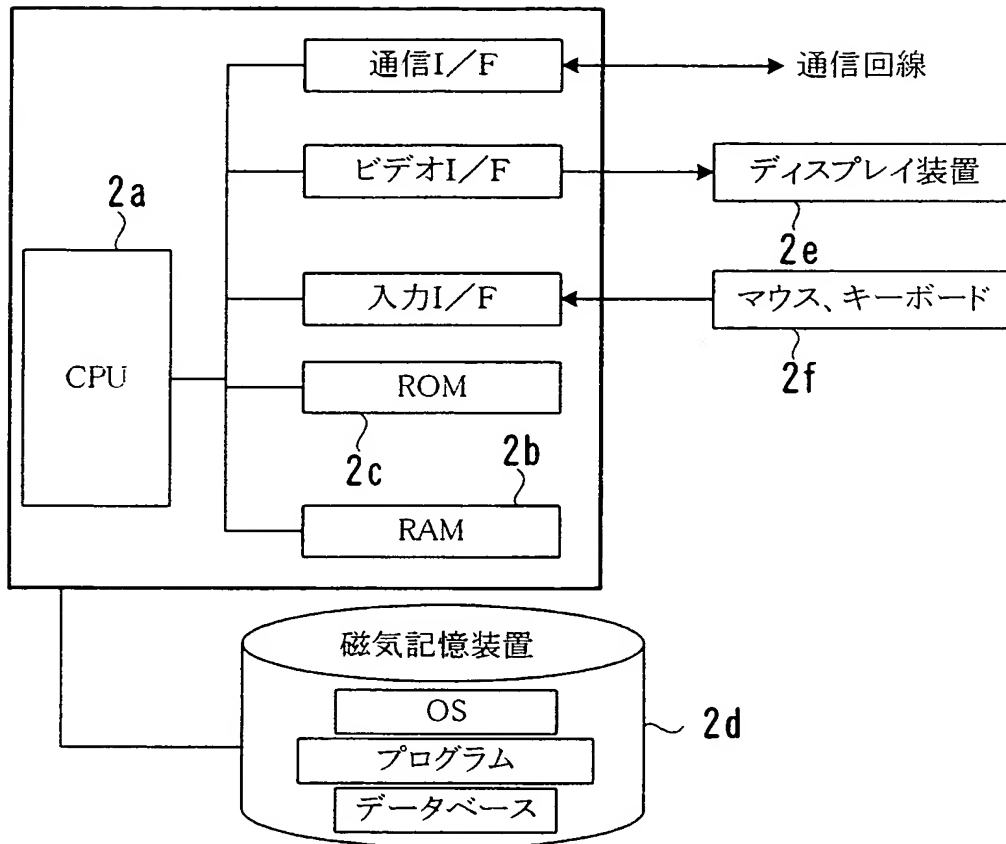 通信I／F
通信回線
ビデオI／F
ディスプレイ装置
2a
2e
入力I／F
マウス、キーボード
2f
CPU
ROM
2c
2b
RAM
磁気記憶装置
OS
2d
プログラム
データベース